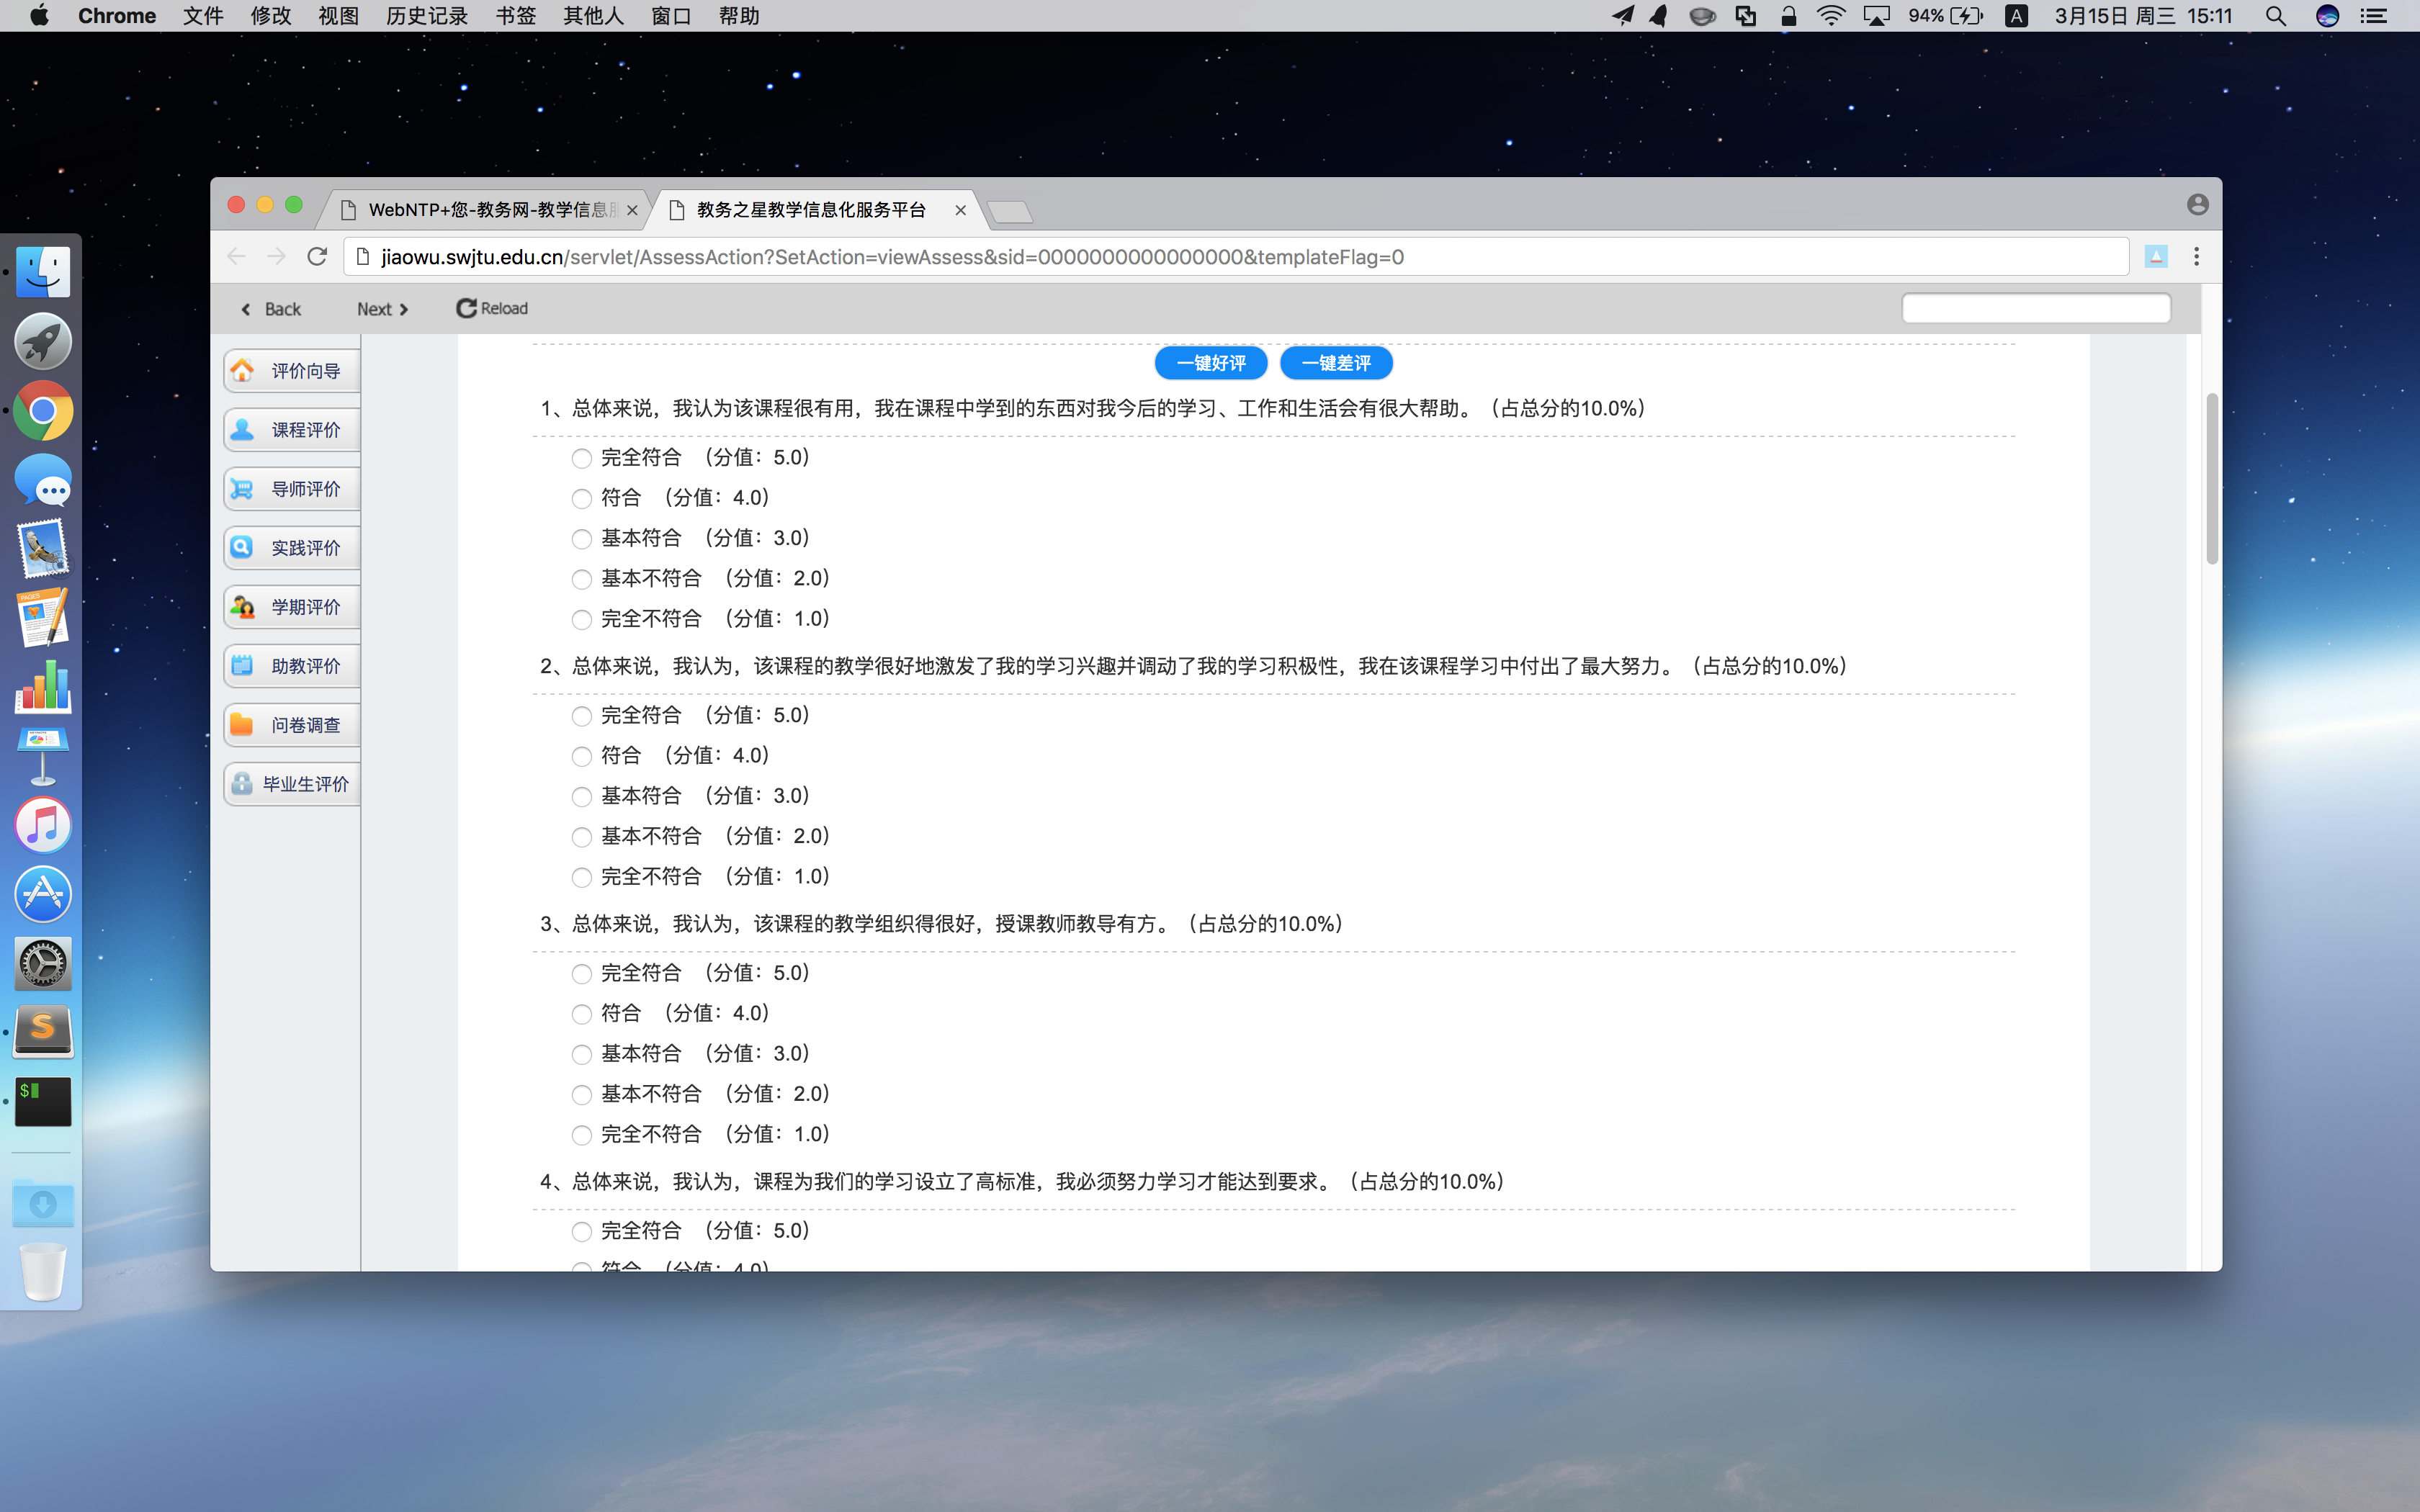 Chrome 文件 修改 视图 历史记录 书签 其他人 窗口 帮助 94% A 3月15日 周三 15:11
WebNTP+您-教务网-教学信息 教务之星教学信息化服务平台
jiaowu.swjtu.edu.cn/servlet/AssessAction?SetAction=viewAssess&sid=0000000000000000&templateFlag=0
Back Next Reload
评价向导
课程评价
导师评价
实践评价
学期评价
助教评价
问卷调查
毕业生评价
一键好评 一键差评
1、总体来说，我认为该课程很有用，我在课程中学到的东西对我今后的学习、工作和生活会有很大帮助。（占总分的10.0%）
完全符合 （分值：5.0）
符合 （分值：4.0）
基本符合 （分值：3.0）
基本不符合 （分值：2.0）
完全不符合 （分值：1.0）
2、总体来说，我认为，该课程的教学很好地激发了我的学习兴趣并调动了我的学习积极性，我在该课程学习中付出了最大努力。（占总分的10.0%）
完全符合 （分值：5.0）
符合 （分值：4.0）
基本符合 （分值：3.0）
基本不符合 （分值：2.0）
完全不符合 （分值：1.0）
3、总体来说，我认为，该课程的教学组织得很好，授课教师教导有方。（占总分的10.0%）
完全符合 （分值：5.0）
符合 （分值：4.0）
基本符合 （分值：3.0）
基本不符合 （分值：2.0）
完全不符合 （分值：1.0）
4、总体来说，我认为，课程为我们的学习设立了高标准，我必须努力学习才能达到要求。（占总分的10.0%）
完全符合 （分值：5.0）
符合 （分值：4.0）
PAGES
S
$